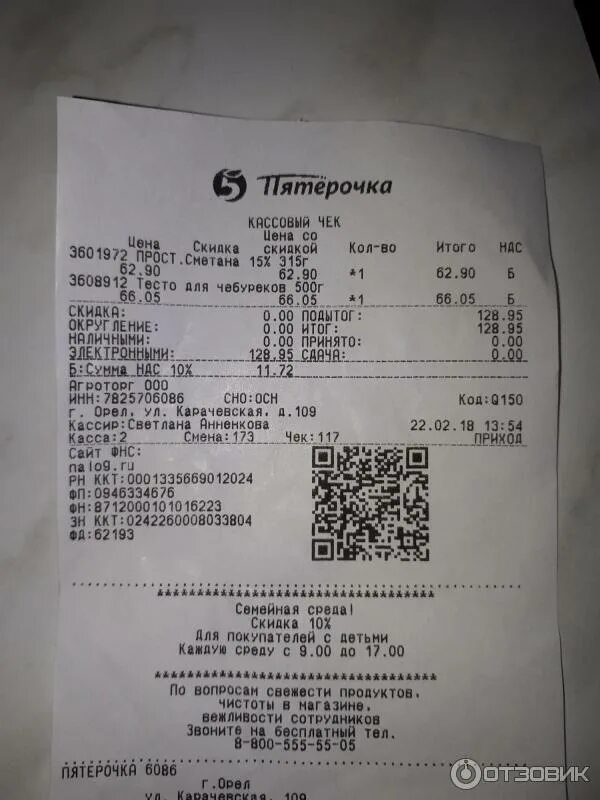 5 Пятёрочка
КАССОВЫЙ ЧЕК
Цена Скидка Цена со скидкой Кол-во Итого НДС
3601972 ПРОСТ.Сметана 15% 315г
62.90 62.90 *1 62.90 Б
3608912 Тесто для чебуреков 500г
66.05 66.05 *1 66.05 Б
СКИДКА: 0.00 ПОДЫТОГ: 128.95
ОКРУГЛЕНИЕ: 0.00 ИТОГ: 128.95
НАЛИЧНЫМИ: 0.00 ПРИНЯТО: 0.00
ЭЛЕКТРОННЫМИ: 128.95 СДАЧА: 0.00
Б:Сумма НДС 10% 11.72
Агроторг ООО
ИНН:7825706086 СНО:ОСН Код:Q150
г. Орел, ул. Карачевская, д.109
Кассир:Светлана Анненкова 22.02.18 13:54
Касса:2 Смена:173 Чек:117 ПРИХОД
Сайт ФНС:
nalog.ru
РН ККТ:0001335669012024
ФП:0946334676
ФН:8712000101016223
ЗН ККТ:0242260008033804
ФД:62193
Семейная среда!
Скидка 10%
Для покупателей с детьми
Каждую среду с 9.00 до 17.00
По вопросам свежести продуктов,
чистоты в магазине,
вежливости сотрудников
Звоните на бесплатный тел.
8-800-555-55-05
ПЯТЕРОЧКА 6086
г.Орел
ул. Карачевская, 109
ОТЗОВИК